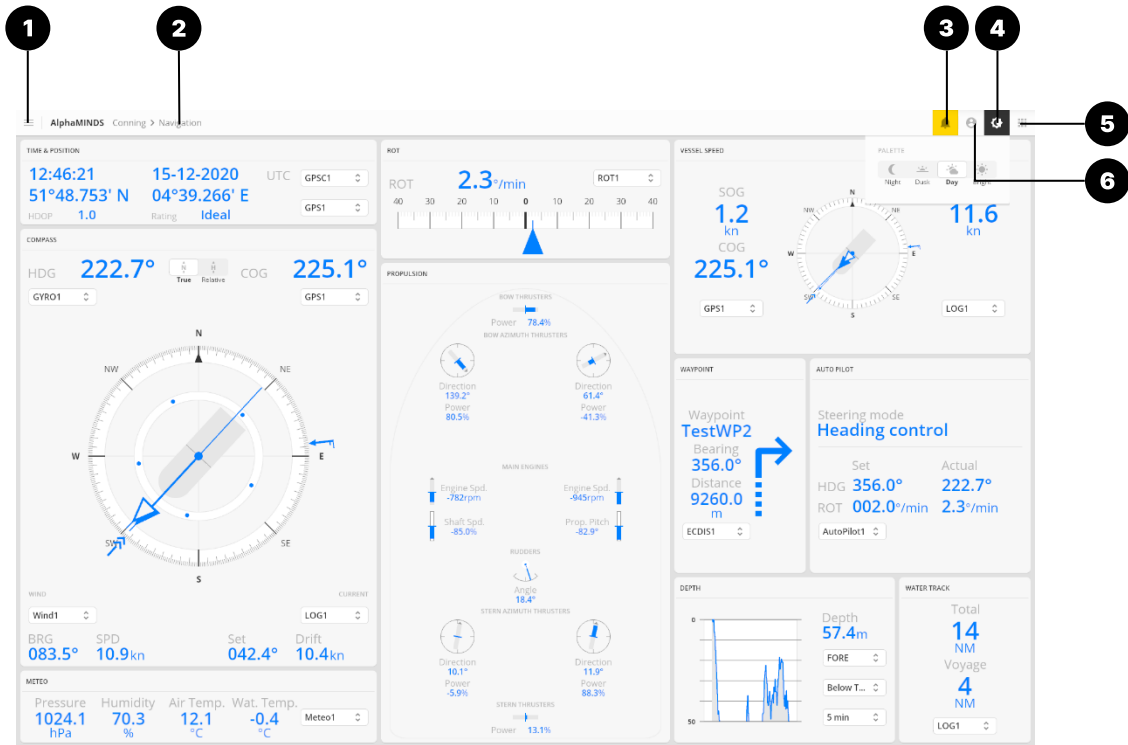 1
2
3
4
AlphaMINDS Conning > Navigation
5
6
TIME & POSITION
12:46:21 15-12-2020 UTC GPSC1
51°48.753' N 04°39.266' E GPS1
HDOP 1.0 Rating Ideal
COMPASS
HDG 222.7° True Relative COG 225.1°
GYRO1 GPS1
N
NW NE
W E
SW SE
S
WIND CURRENT
Wind1 LOG1
BRG SPD Set Drift
083.5° 10.9kn 042.4° 10.4kn
METEO
Pressure Humidity Air Temp. Wat. Temp.
1024.1 70.3 12.1 -0.4 Meteo1
hPa % °C °C
ROT
ROT 2.3°/min ROT1
40 30 20 10 0 10 20 30 40
PROPULSION
BOW THRUSTERS
Power 78.4%
BOW AZIMUTH THRUSTERS
Direction Direction
139.2° 61.4°
Power Power
80.5% -41.3%
MAIN ENGINES
Engine Spd. Engine Spd.
-782rpm -945rpm
Shaft Spd. Prop. Pitch
-85.0% -82.9°
RUDDERS
Angle
18.4°
STERN AZIMUTH THRUSTERS
Direction Direction
10.1° 11.9°
Power Power
-5.9% 88.3%
STERN THRUSTERS
Power 13.1%
VESSEL SPEED
PALETTE
Night Dusk Day Bright
SOG
1.2 11.6
kn kn
COG
225.1°
N
NW NE
W E
SW SE
S
GPS1 LOG1
WAYPOINT
Waypoint
TestWP2
Bearing
356.0°
Distance
9260.0
m
ECDIS1
AUTO PILOT
Steering mode
Heading control
Set Actual
HDG 356.0° 222.7°
ROT 002.0°/min 2.3°/min
AutoPilot1
DEPTH
0
50
Depth
57.4m
FORE
Below T...
5 min
WATER TRACK
Total
14
NM
Voyage
4
NM
LOG1